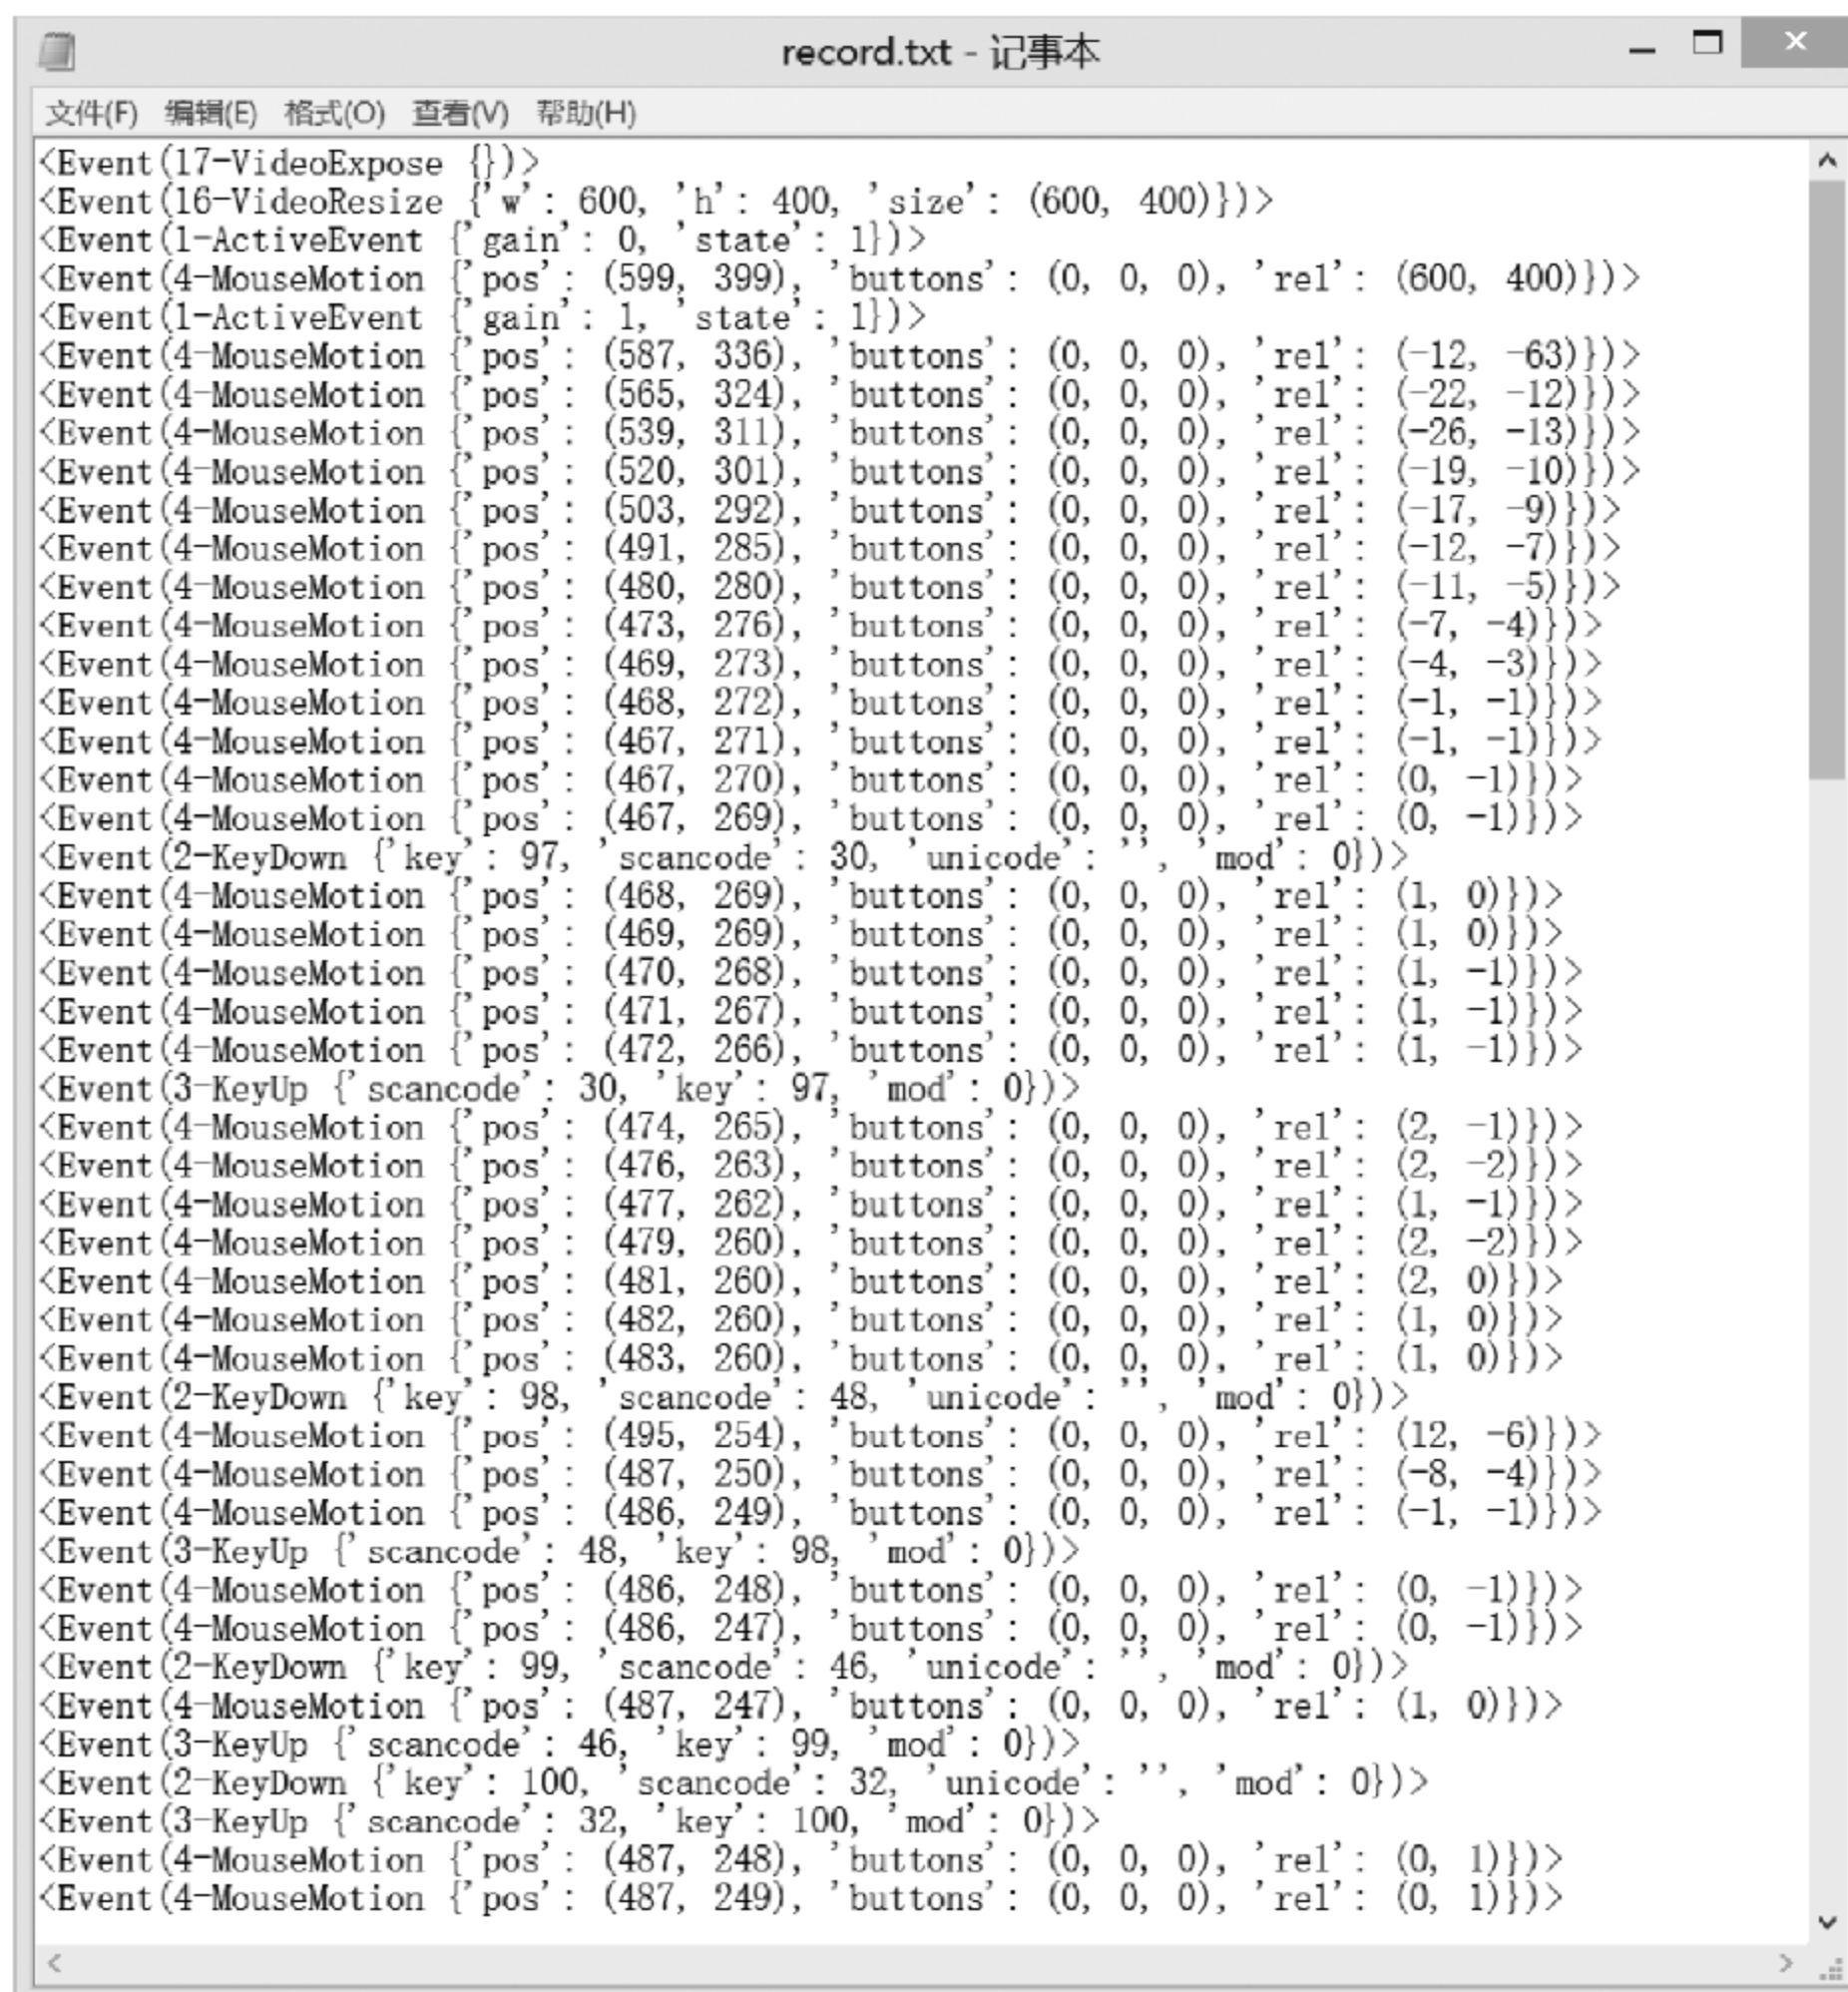 record.txt - 记事本
文件(F) 编辑(E) 格式(O) 查看(V) 帮助(H)
<Event(17-VideoExpose {})>
<Event(16-VideoResize {'w': 600, 'h': 400, 'size': (600, 400)})>
<Event(1-ActiveEvent {'gain': 0, 'state': 1})>
<Event(4-MouseMotion {'pos': (599, 399), 'buttons': (0, 0, 0), 'rel': (600, 400)})>
<Event(1-ActiveEvent {'gain': 1, 'state': 1})>
<Event(4-MouseMotion {'pos': (587, 336), 'buttons': (0, 0, 0), 'rel': (-12, -63)})>
<Event(4-MouseMotion {'pos': (565, 324), 'buttons': (0, 0, 0), 'rel': (-22, -12)})>
<Event(4-MouseMotion {'pos': (539, 311), 'buttons': (0, 0, 0), 'rel': (-26, -13)})>
<Event(4-MouseMotion {'pos': (520, 301), 'buttons': (0, 0, 0), 'rel': (-19, -10)})>
<Event(4-MouseMotion {'pos': (503, 292), 'buttons': (0, 0, 0), 'rel': (-17, -9)})>
<Event(4-MouseMotion {'pos': (491, 285), 'buttons': (0, 0, 0), 'rel': (-12, -7)})>
<Event(4-MouseMotion {'pos': (480, 280), 'buttons': (0, 0, 0), 'rel': (-11, -5)})>
<Event(4-MouseMotion {'pos': (473, 276), 'buttons': (0, 0, 0), 'rel': (-7, -4)})>
<Event(4-MouseMotion {'pos': (469, 273), 'buttons': (0, 0, 0), 'rel': (-4, -3)})>
<Event(4-MouseMotion {'pos': (468, 272), 'buttons': (0, 0, 0), 'rel': (-1, -1)})>
<Event(4-MouseMotion {'pos': (467, 271), 'buttons': (0, 0, 0), 'rel': (-1, -1)})>
<Event(4-MouseMotion {'pos': (467, 270), 'buttons': (0, 0, 0), 'rel': (0, -1)})>
<Event(4-MouseMotion {'pos': (467, 269), 'buttons': (0, 0, 0), 'rel': (0, -1)})>
<Event(2-KeyDown {'key': 97, 'scancode': 30, 'unicode': '', 'mod': 0})>
<Event(4-MouseMotion {'pos': (468, 269), 'buttons': (0, 0, 0), 'rel': (1, 0)})>
<Event(4-MouseMotion {'pos': (469, 269), 'buttons': (0, 0, 0), 'rel': (1, 0)})>
<Event(4-MouseMotion {'pos': (470, 268), 'buttons': (0, 0, 0), 'rel': (1, -1)})>
<Event(4-MouseMotion {'pos': (471, 267), 'buttons': (0, 0, 0), 'rel': (1, -1)})>
<Event(4-MouseMotion {'pos': (472, 266), 'buttons': (0, 0, 0), 'rel': (1, -1)})>
<Event(3-KeyUp {'scancode': 30, 'key': 97, 'mod': 0})>
<Event(4-MouseMotion {'pos': (474, 265), 'buttons': (0, 0, 0), 'rel': (2, -1)})>
<Event(4-MouseMotion {'pos': (476, 263), 'buttons': (0, 0, 0), 'rel': (2, -2)})>
<Event(4-MouseMotion {'pos': (477, 262), 'buttons': (0, 0, 0), 'rel': (1, -1)})>
<Event(4-MouseMotion {'pos': (479, 260), 'buttons': (0, 0, 0), 'rel': (2, -2)})>
<Event(4-MouseMotion {'pos': (481, 260), 'buttons': (0, 0, 0), 'rel': (2, 0)})>
<Event(4-MouseMotion {'pos': (482, 260), 'buttons': (0, 0, 0), 'rel': (1, 0)})>
<Event(4-MouseMotion {'pos': (483, 260), 'buttons': (0, 0, 0), 'rel': (1, 0)})>
<Event(2-KeyDown {'key': 98, 'scancode': 48, 'unicode': '', 'mod': 0})>
<Event(4-MouseMotion {'pos': (495, 254), 'buttons': (0, 0, 0), 'rel': (12, -6)})>
<Event(4-MouseMotion {'pos': (487, 250), 'buttons': (0, 0, 0), 'rel': (-8, -4)})>
<Event(4-MouseMotion {'pos': (486, 249), 'buttons': (0, 0, 0), 'rel': (-1, -1)})>
<Event(3-KeyUp {'scancode': 48, 'key': 98, 'mod': 0})>
<Event(4-MouseMotion {'pos': (486, 248), 'buttons': (0, 0, 0), 'rel': (0, -1)})>
<Event(4-MouseMotion {'pos': (486, 247), 'buttons': (0, 0, 0), 'rel': (0, -1)})>
<Event(2-KeyDown {'key': 99, 'scancode': 46, 'unicode': '', 'mod': 0})>
<Event(4-MouseMotion {'pos': (487, 247), 'buttons': (0, 0, 0), 'rel': (1, 0)})>
<Event(3-KeyUp {'scancode': 46, 'key': 99, 'mod': 0})>
<Event(2-KeyDown {'key': 100, 'scancode': 32, 'unicode': '', 'mod': 0})>
<Event(3-KeyUp {'scancode': 32, 'key': 100, 'mod': 0})>
<Event(4-MouseMotion {'pos': (487, 248), 'buttons': (0, 0, 0), 'rel': (0, 1)})>
<Event(4-MouseMotion {'pos': (487, 249), 'buttons': (0, 0, 0), 'rel': (0, 1)})>